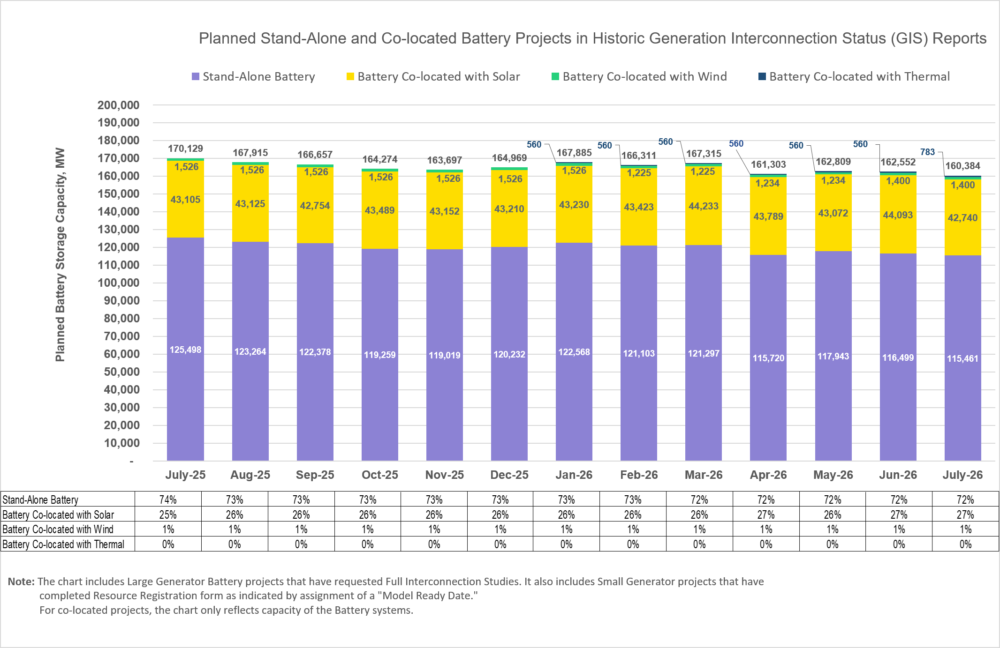 Planned Stand-Alone and Co-located Battery Projects in Historic Generation Interconnection Status (GIS) Reports
Stand-Alone Battery Battery Co-located with Solar Battery Co-located with Wind Battery Co-located with Thermal
Planned Battery Storage Capacity, MW
200,000
190,000
180,000
170,000
160,000
150,000
140,000
130,000
120,000
110,000
100,000
90,000
80,000
70,000
60,000
50,000
40,000
30,000
20,000
10,000
-
560 560 560 560 560 560 783
170,129 167,915 166,657 164,274 163,697 164,969 167,885 166,311 167,315 161,303 162,809 162,552 160,384
1,526 1,526 1,526 1,526 1,526 1,526 1,526 1,225 1,225 1,234 1,234 1,400 1,400
43,105 43,125 42,754 43,489 43,152 43,210 43,230 43,423 44,233 43,789 43,072 44,093 42,740
125,498 123,264 122,378 119,259 119,019 120,232 122,568 121,103 121,297 115,720 117,943 116,499 115,461
July-25 Aug-25 Sep-25 Oct-25 Nov-25 Dec-25 Jan-26 Feb-26 Mar-26 Apr-26 May-26 Jun-26 July-26
Stand-Alone Battery 74% 73% 73% 73% 73% 73% 73% 73% 72% 72% 72% 72% 72%
Battery Co-located with Solar 25% 26% 26% 26% 26% 26% 26% 26% 26% 27% 26% 27% 27%
Battery Co-located with Wind 1% 1% 1% 1% 1% 1% 1% 1% 1% 1% 1% 1% 1%
Battery Co-located with Thermal 0% 0% 0% 0% 0% 0% 0% 0% 0% 0% 0% 0% 0%
Note: The chart includes Large Generator Battery projects that have requested Full Interconnection Studies. It also includes Small Generator projects that have
completed Resource Registration form as indicated by assignment of a "Model Ready Date."
For co-located projects, the chart only reflects capacity of the Battery systems.